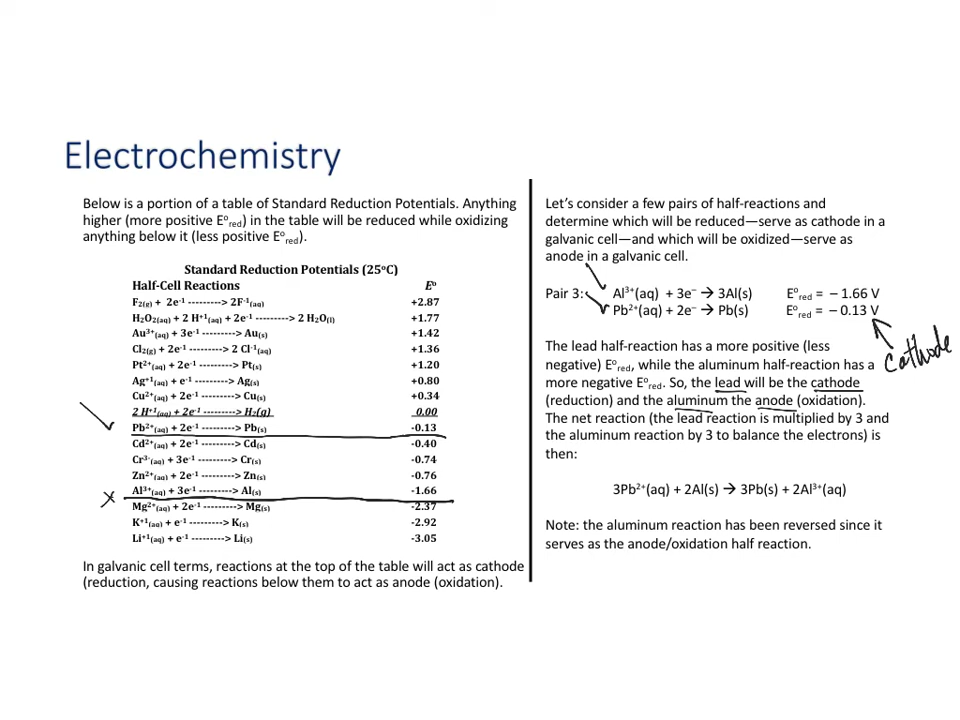 Electrochemistry
Below is a portion of a table of Standard Reduction Potentials. Anything
higher (more positive Eºred) in the table will be reduced while oxidizing
anything below it (less positive Eºred).
Standard Reduction Potentials (25ºC)
Half-Cell Reactions Eº
F₂(g) + 2e⁻¹ ---------> 2F⁻¹(aq) +2.87
H₂O₂(aq) + 2 H⁺¹(aq) + 2e⁻¹ ---------> 2 H₂O(l) +1.77
Au³⁺(aq) + 3e⁻¹ ---------> Au(s) +1.42
Cl₂(g) + 2e⁻¹ ---------> 2 Cl⁻¹(aq) +1.36
Pt²⁺(aq) + 2e⁻¹ ---------> Pt(s) +1.20
Ag⁺¹(aq) + e⁻¹ ---------> Ag(s) +0.80
Cu²⁺(aq) + 2e⁻¹ ---------> Cu(s) +0.34
2 H⁺¹(aq) + 2e⁻¹ ---------> H₂(g) 0.00
Pb²⁺(aq) + 2e⁻¹ ---------> Pb(s) -0.13
Cd²⁺(aq) + 2e⁻¹ ---------> Cd(s) -0.40
Cr³⁻(aq) + 3e⁻¹ ---------> Cr(s) -0.74
Zn²⁺(aq) + 2e⁻¹ ---------> Zn(s) -0.76
Al³⁺(aq) + 3e⁻¹ ---------> Al(s) -1.66
Mg²⁺(aq) + 2e⁻¹ ---------> Mg(s) -2.37
K⁺¹(aq) + e⁻¹ ---------> K(s) -2.92
Li⁺¹(aq) + e⁻¹ ---------> Li(s) -3.05
In galvanic cell terms, reactions at the top of the table will act as cathode
(reduction, causing reactions below them to act as anode (oxidation).
Let's consider a few pairs of half-reactions and
determine which will be reduced—serve as cathode in a
galvanic cell—and which will be oxidized—serve as
anode in a galvanic cell.
Pair 3: Al³⁺(aq) + 3e⁻ → 3Al(s) Eºred = – 1.66 V
Pb²⁺(aq) + 2e⁻ → Pb(s) Eºred = – 0.13 V
cathode
The lead half-reaction has a more positive (less
negative) Eºred, while the aluminum half-reaction has a
more negative Eºred. So, the lead will be the cathode
(reduction) and the aluminum the anode (oxidation).
The net reaction (the lead reaction is multiplied by 3 and
the aluminum reaction by 3 to balance the electrons) is
then:
3Pb²⁺(aq) + 2Al(s) → 3Pb(s) + 2Al³⁺(aq)
Note: the aluminum reaction has been reversed since it
serves as the anode/oxidation half reaction.